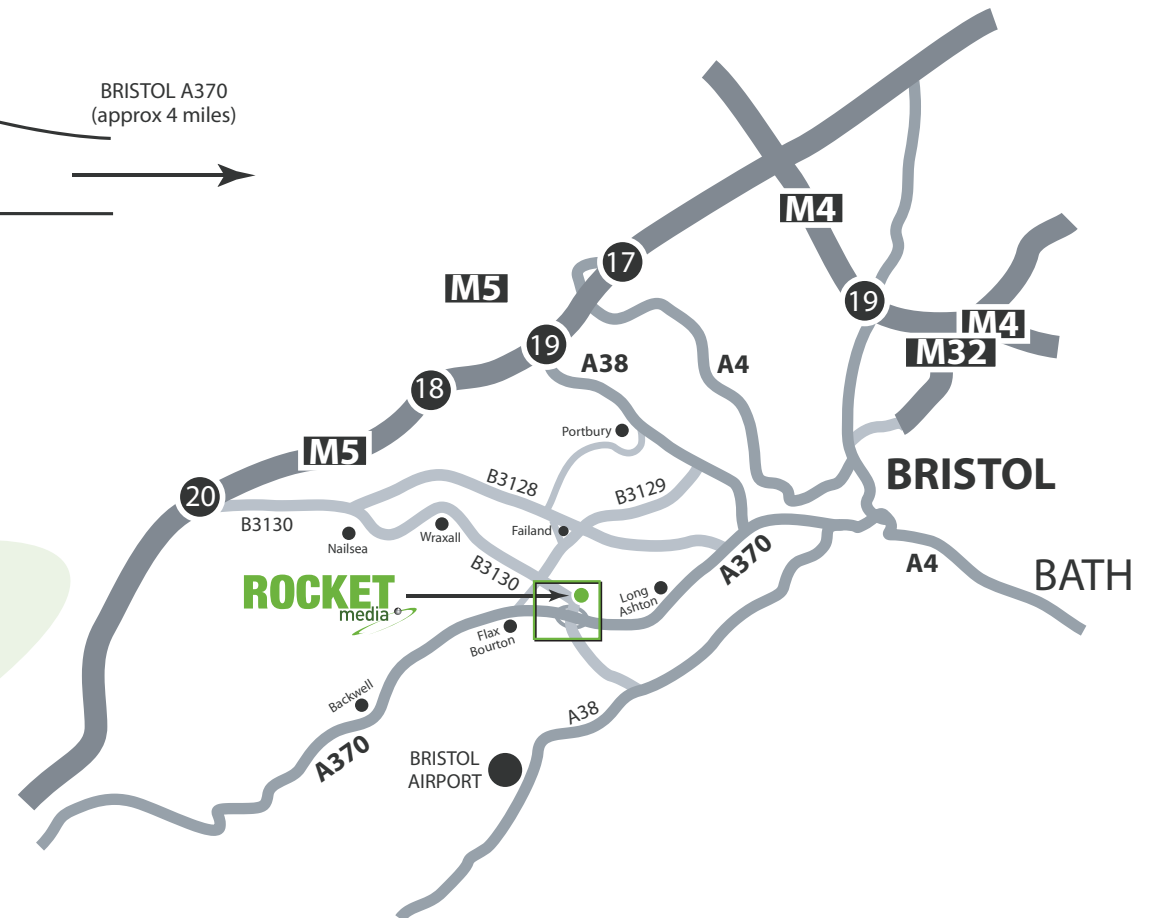 BRISTOL A370
(approx 4 miles)
M4
17
M5
19
M4
M32
19
A38
A4
18
Portbury
M5
BRISTOL
B3128
B3129
20
B3130
Failand
Nailsea
Wraxall
A370
A4
BATH
B3130
ROCKET
media
Long
Ashton
Flax
Bourton
Backwell
A38
A370
BRISTOL
AIRPORT